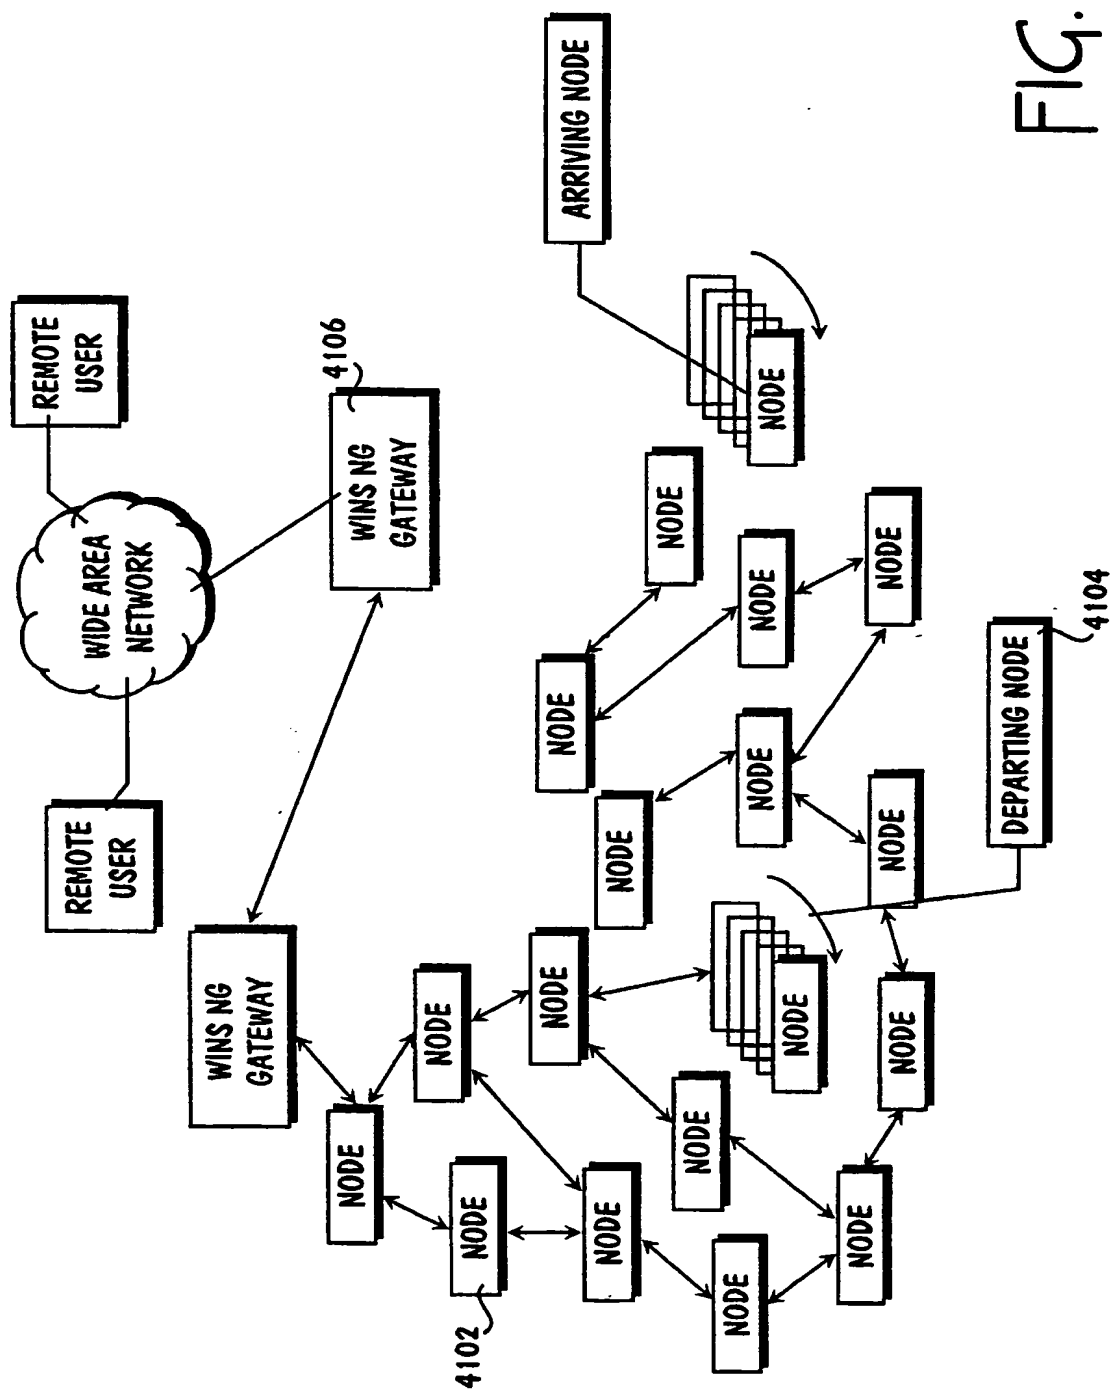 REMOTE
USER
REMOTE
USER
WIDE AREA
NETWORK
WINS NG
GATEWAY
4106
WINS NG
GATEWAY
NODE
NODE
4102
NODE
NODE
NODE
ARRIVING NODE
NODE
NODE
NODE
NODE
NODE
NODE
NODE
NODE
NODE
NODE
NODE
NODE
NODE
DEPARTING NODE
4104
FIG.